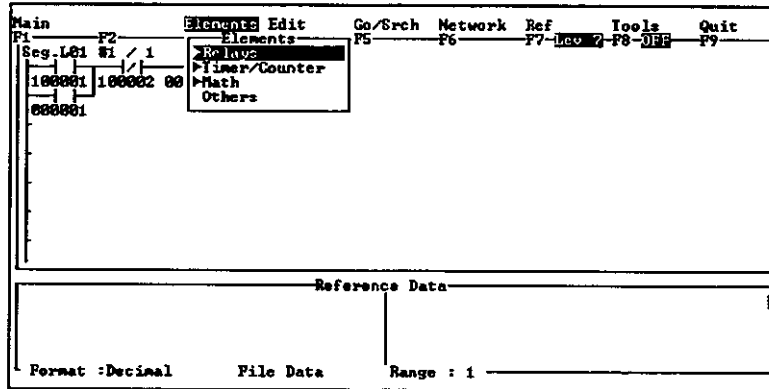 Main Elements Edit Go/Srch Network Ref Tools Quit
F1 F2 Elements F5 F6 F7-Lev 7-F8-OFF F9
Seg.L01 #1 / 1
Relays
Timer/Counter
100001 100002 00
Math
Others
000001
Reference Data
Format :Decimal File Data Range : 1